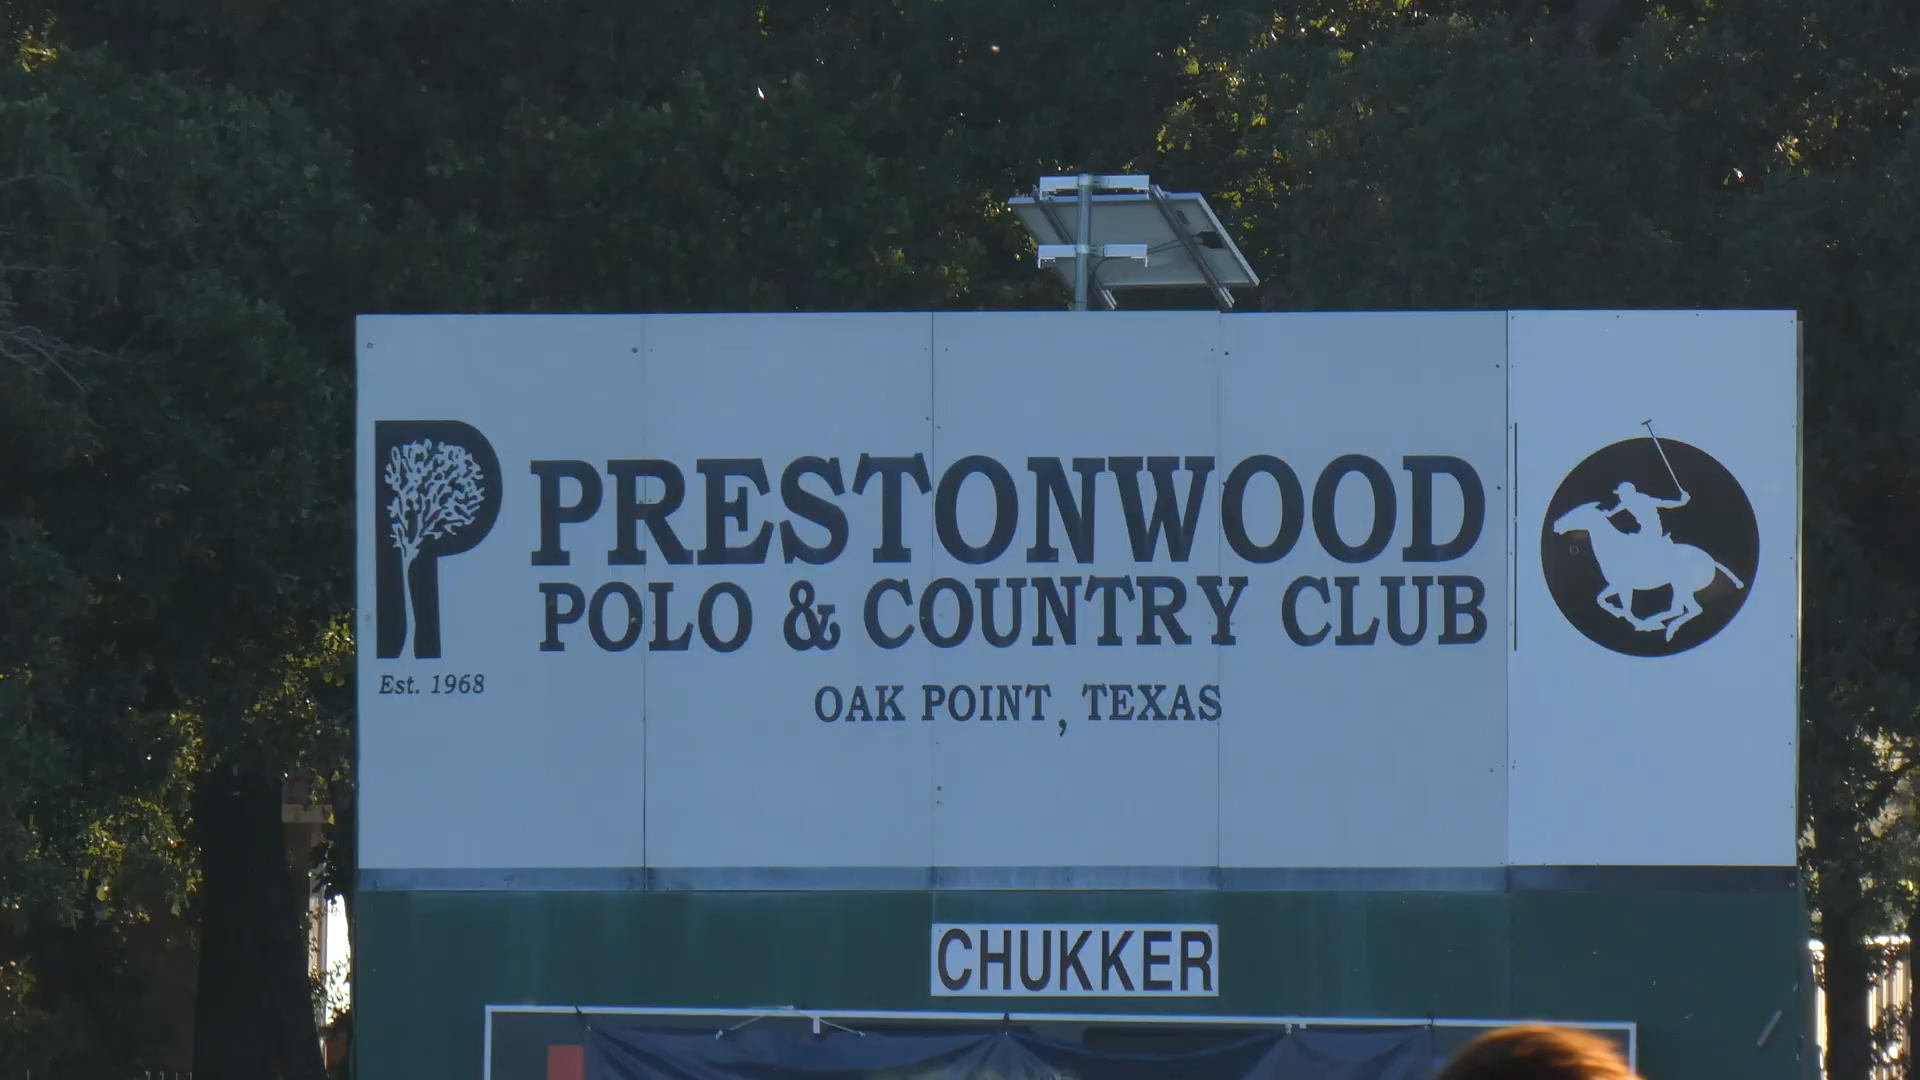 P
PRESTONWOOD
POLO & COUNTRY CLUB
Est. 1968
OAK POINT, TEXAS
CHUKKER